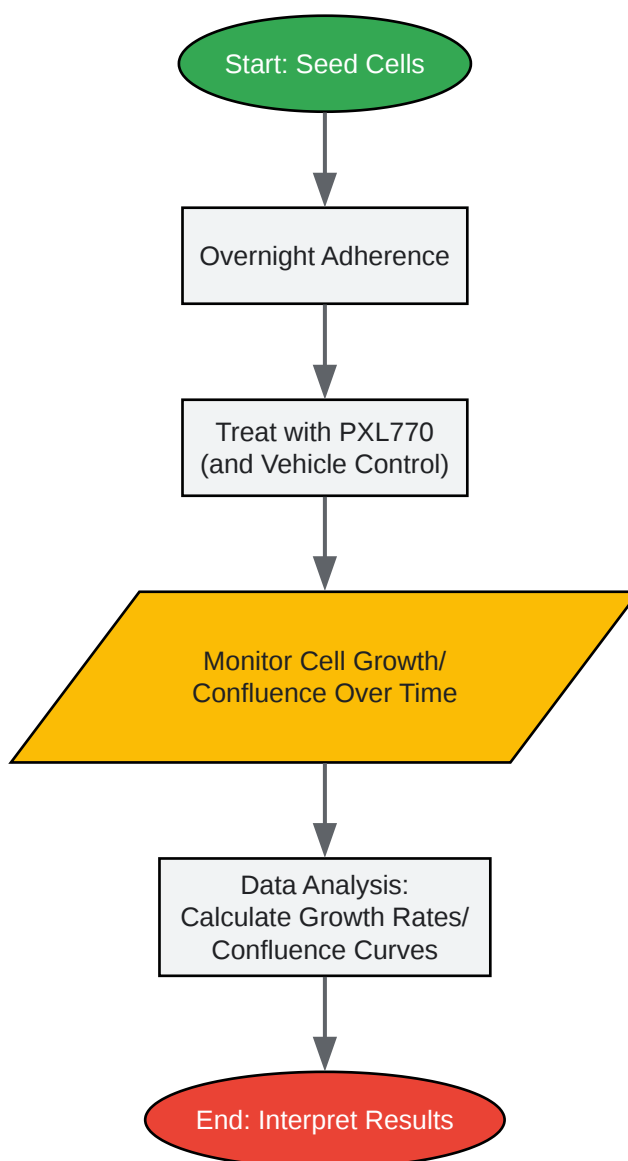 Start: Seed Cells
Overnight Adherence
Treat with PXL770
(and Vehicle Control)
Monitor Cell Growth/
Confluence Over Time
Data Analysis:
Calculate Growth Rates/
Confluence Curves
End: Interpret Results